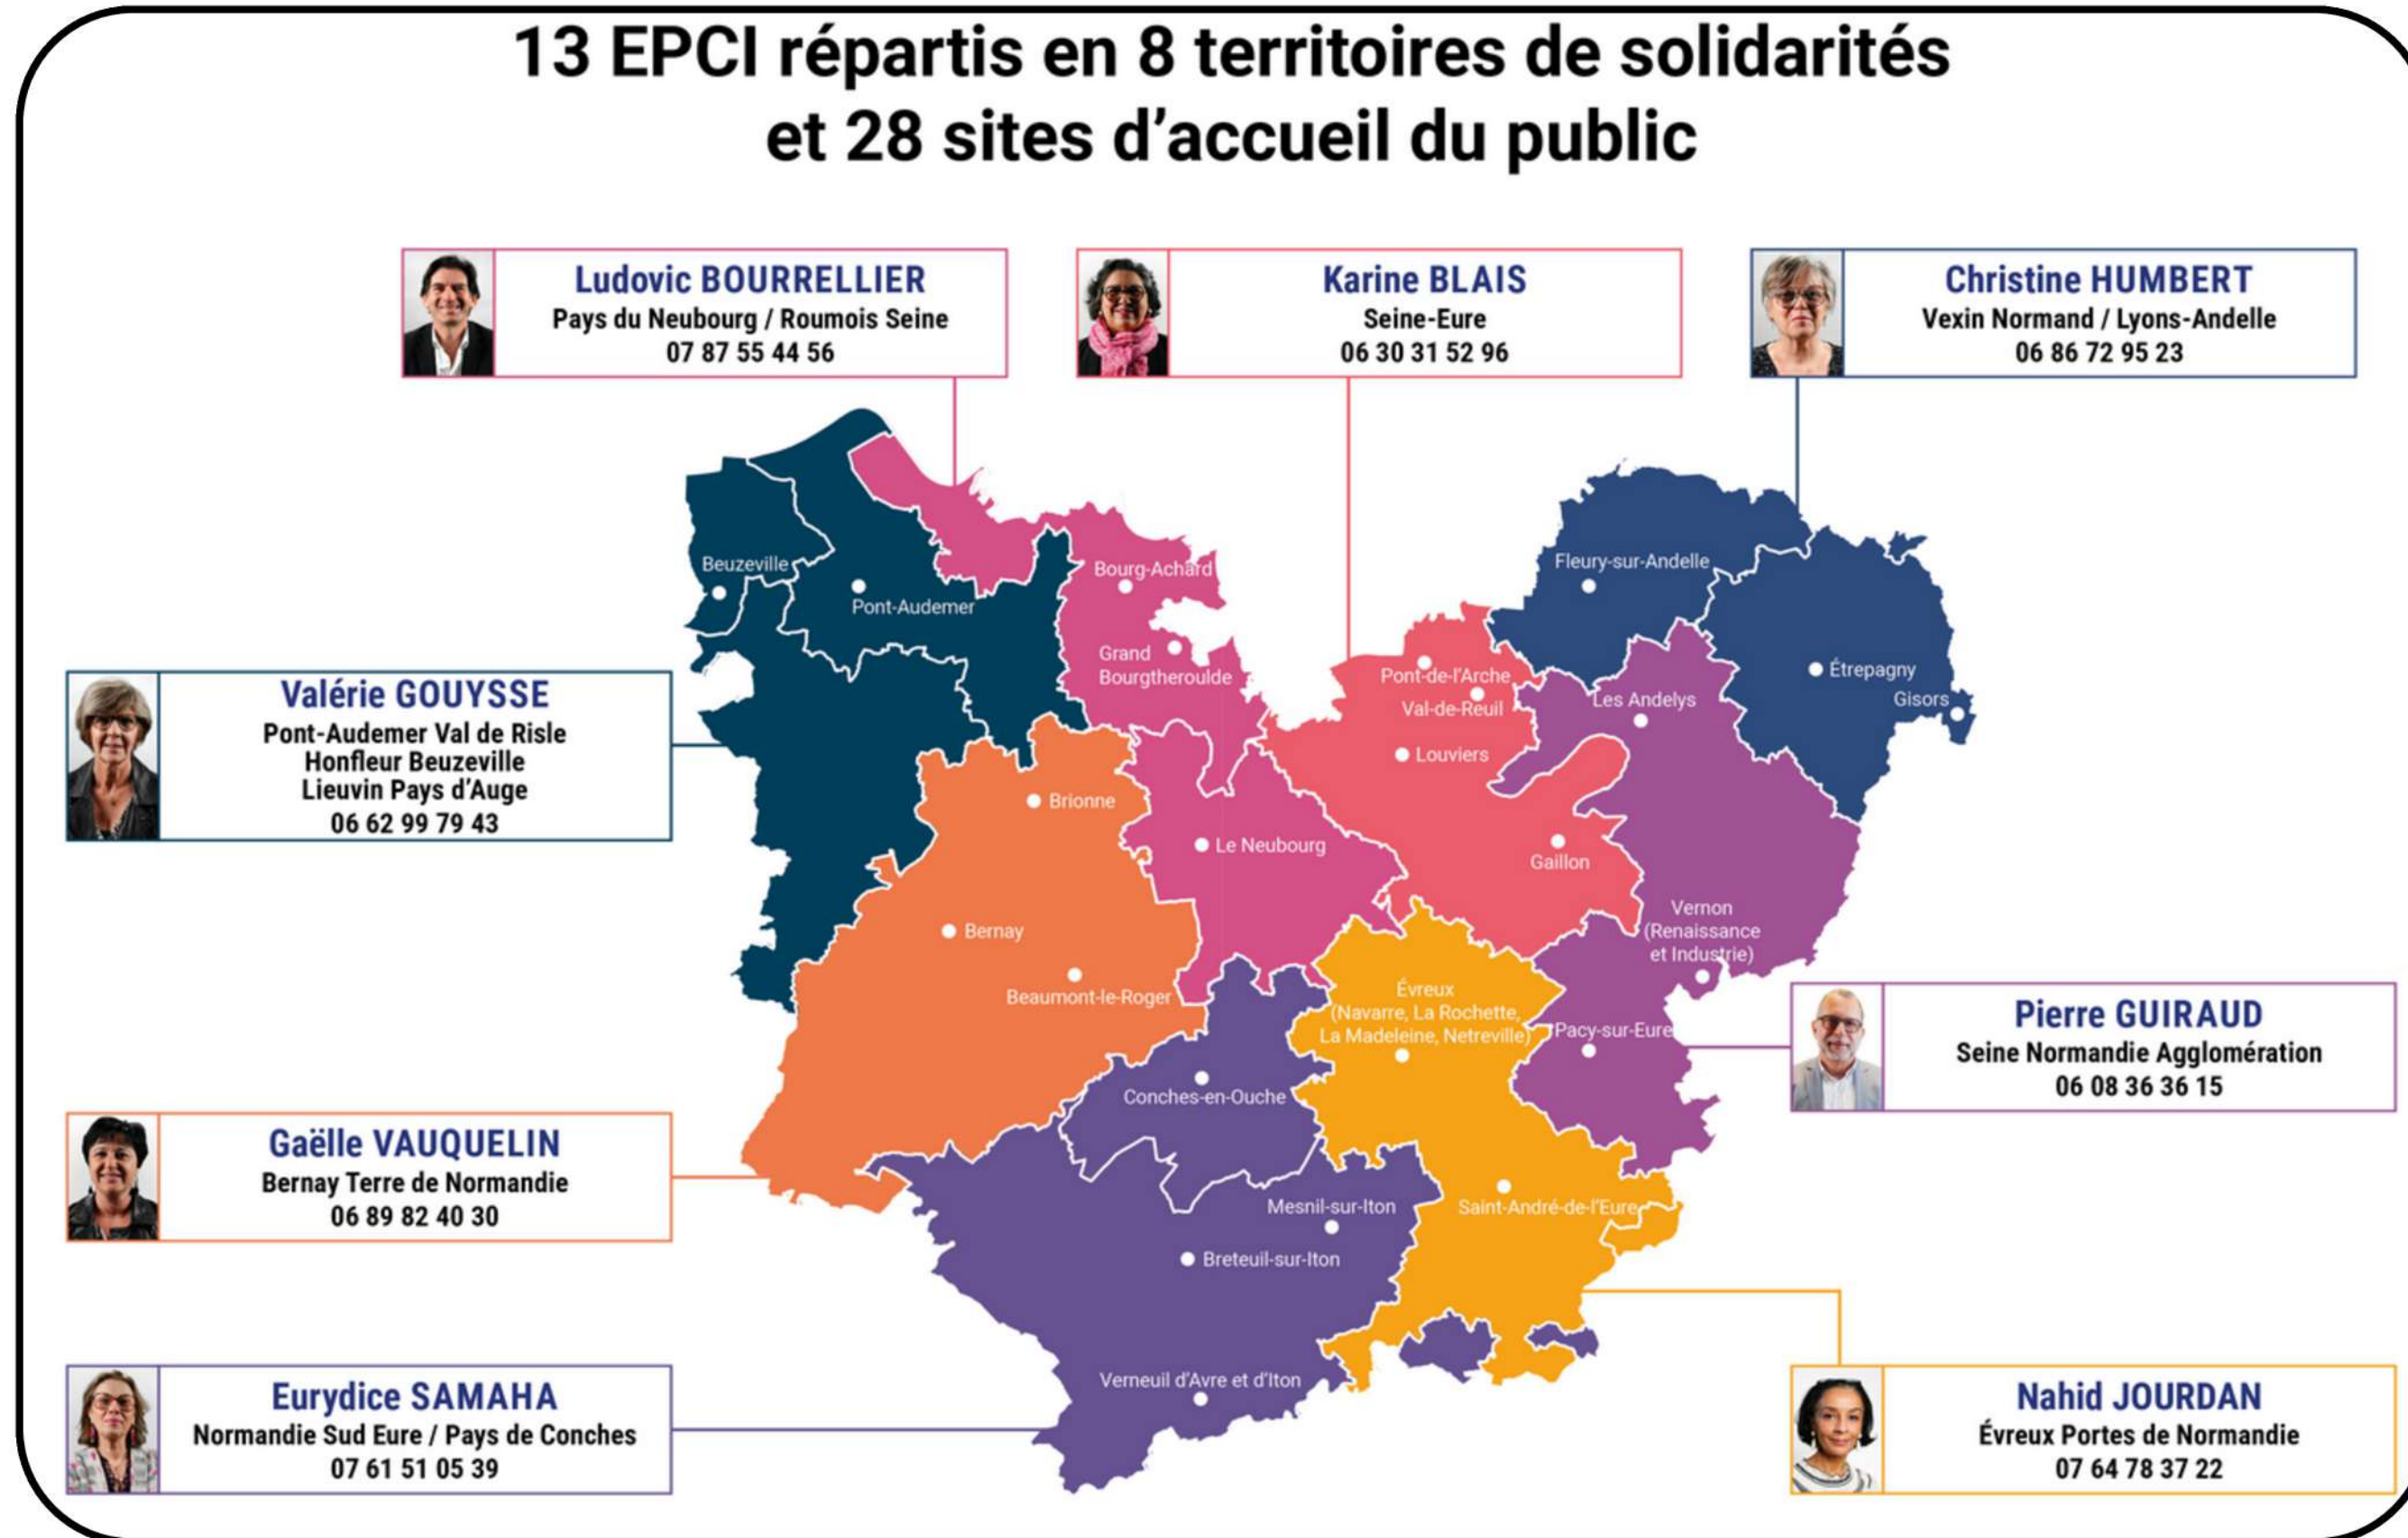 13 EPCI répartis en 8 territoires de solidarités
et 28 sites d’accueil du public
Ludovic BOURRELLIER
Pays du Neubourg / Roumois Seine
07 87 55 44 56
Karine BLAIS
Seine-Eure
06 30 31 52 96
Christine HUMBERT
Vexin Normand / Lyons-Andelle
06 86 72 95 23
Valérie GOUYSSE
Pont-Audemer Val de Risle
Honfleur Beuzeville
Lieuvin Pays d’Auge
06 62 99 79 43
Gaëlle VAUQUELIN
Bernay Terre de Normandie
06 89 82 40 30
Eurydice SAMAHA
Normandie Sud Eure / Pays de Conches
07 61 51 05 39
Pierre GUIRAUD
Seine Normandie Agglomération
06 08 36 36 15
Nahid JOURDAN
Évreux Portes de Normandie
07 64 78 37 22
Beuzeville
Pont-Audemer
Bourg-Achard
Grand
Bourgtheroulde
Fleury-sur-Andelle
Étrepagny
Gisors
Pont-de-l’Arche
Val-de-Reuil
Louviers
Les Andelys
Gaillon
Brionne
Le Neubourg
Bernay
Beaumont-le-Roger
Vernon
(Renaissance
et Industrie)
Évreux
(Navarre, La Rochette,
La Madeleine, Netreville)
Pacy-sur-Eure
Conches-en-Ouche
Mesnil-sur-Iton
Saint-André-de-l’Eure
Breteuil-sur-Iton
Verneuil d’Avre et d’Iton